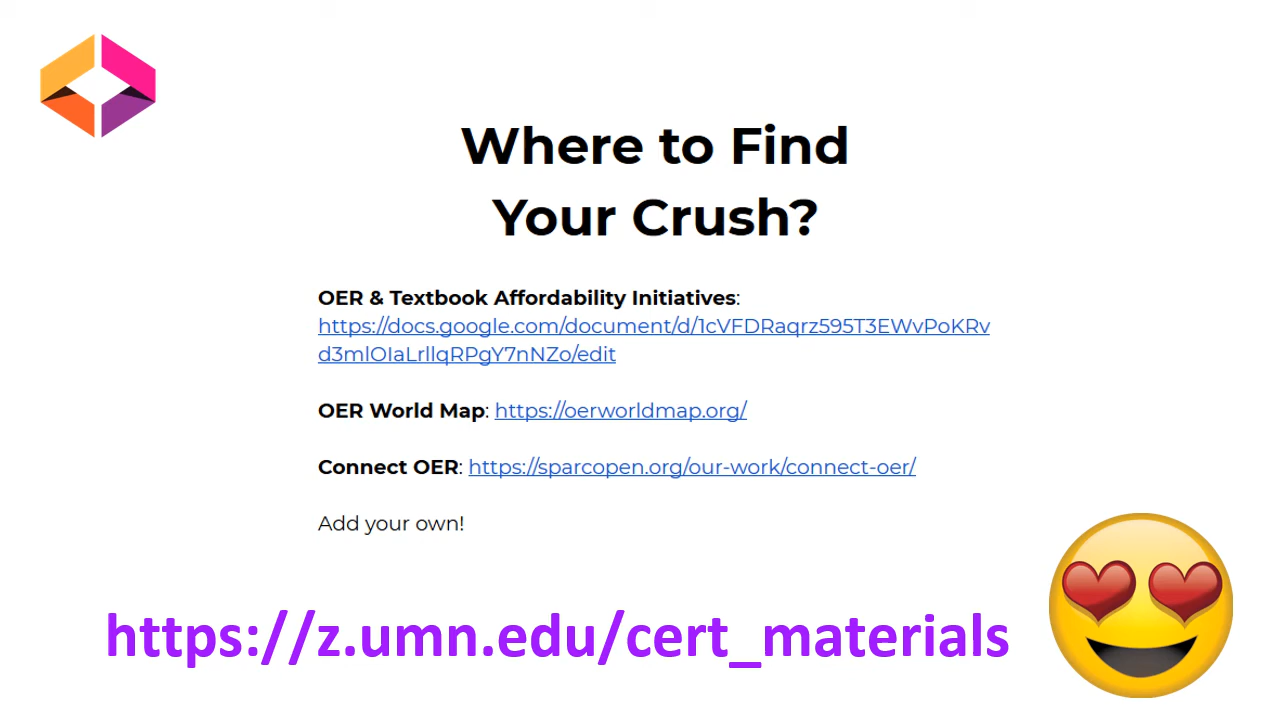 Where to Find
Your Crush?
OER & Textbook Affordability Initiatives:
https://docs.google.com/document/d/1cVFDRaqrz595T3EWvPoKRv
d3mlOIaLrllqRPgY7nNZo/edit
OER World Map: https://oerworldmap.org/
Connect OER: https://sparcopen.org/our-work/connect-oer/
Add your own!
https://z.umn.edu/cert_materials